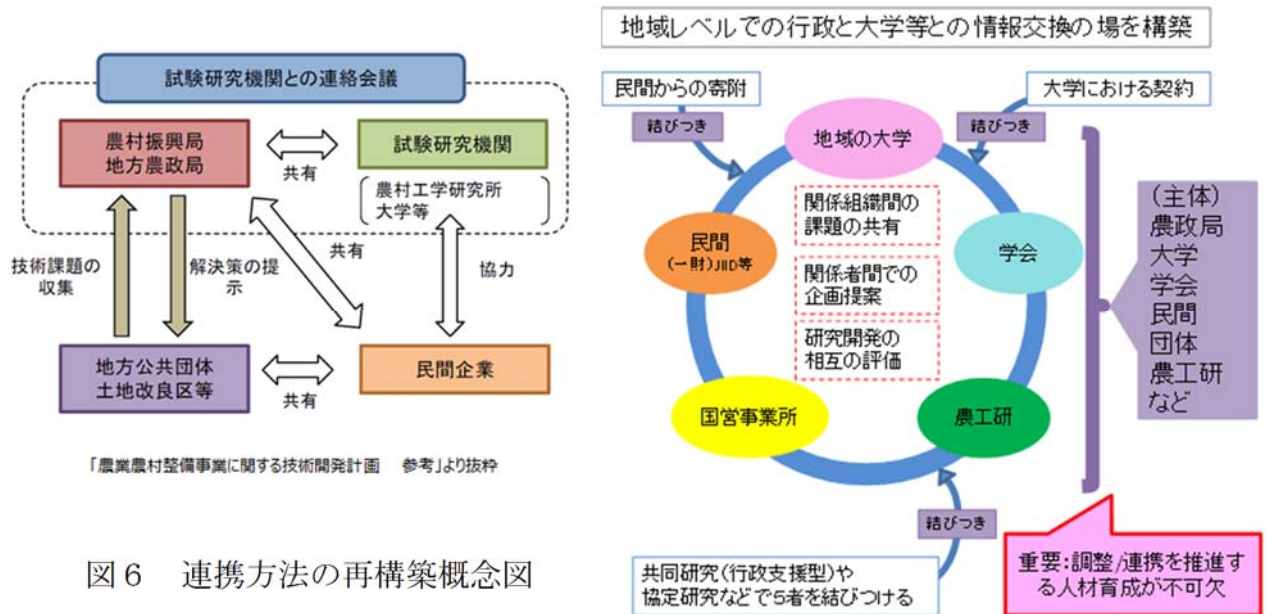 試験研究機関との連絡会議
農村振興局
地方農政局
共有
試験研究機関
農村工学研究所
大学等
技術課題の
収集
解決策の提
示
共有
協力
地方公共団体
土地改良区等
共有
民間企業
「農業農村整備事業に関する技術開発計画 参考」より抜粋
図6 連携方法の再構築概念図
地域レベルでの行政と大学等との情報交換の場を構築
民間からの寄附
結びつき
大学における契約
結びつき
地域の大学
民間
(一財)JIID等
学会
国営事業所
農工研
関係組織間の
課題の共有
関係者間での
企画提案
研究開発の
相互の評価
(主体)
農政局
大学
学会
民間
団体
農工研
など
結びつき
共同研究(行政支援型)や
協定研究などで5者を結びつける
重要:調整/連携を推進す
る人材育成が不可欠